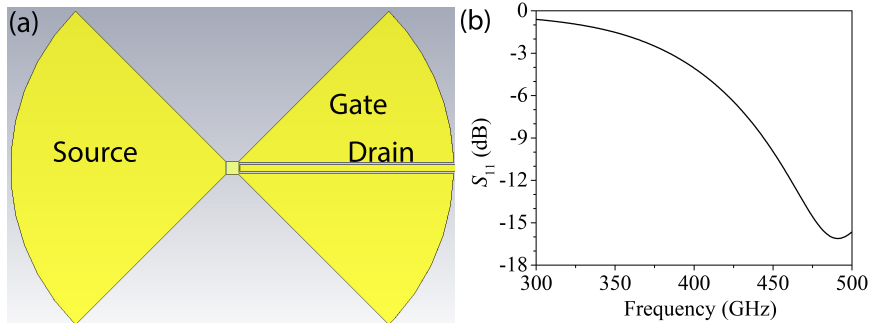 (a)
Gate
Source
Drain
(b)
0
-3
-6
-9
-12
-15
-18
S₁₁ (dB)
300
350
400
450
500
Frequency (GHz)